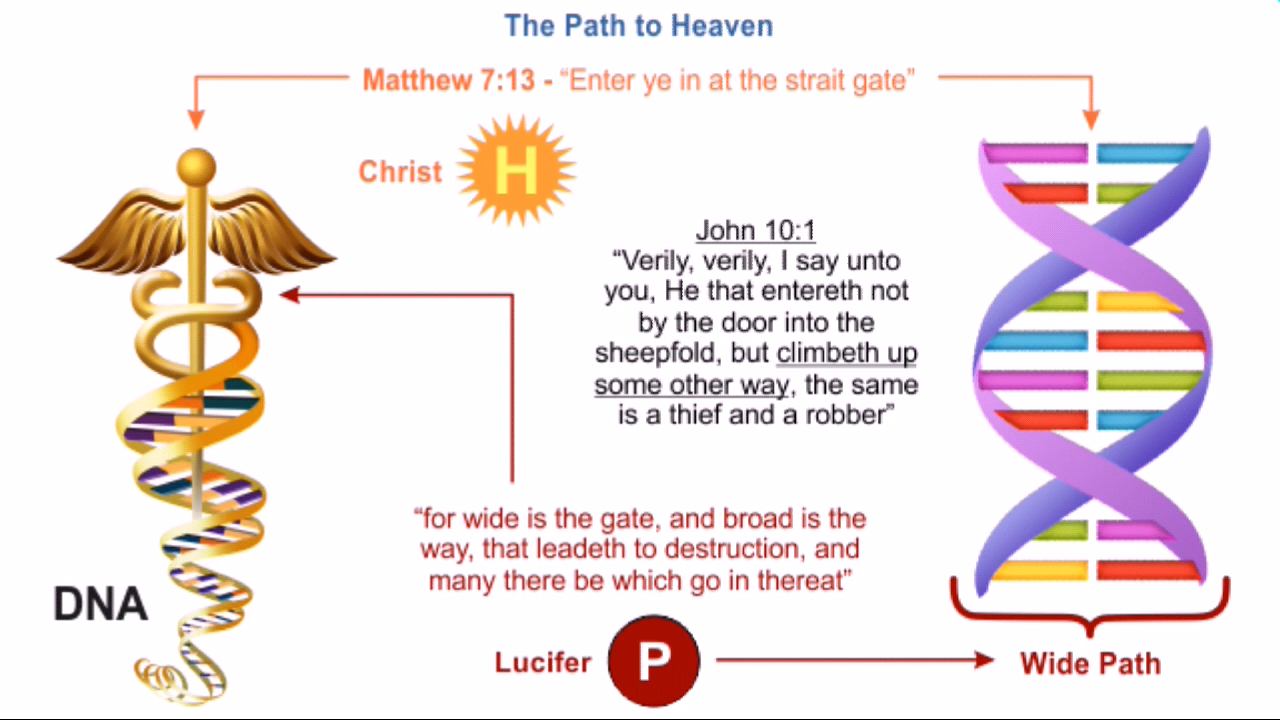 The Path to Heaven
Matthew 7:13 - “Enter ye in at the strait gate”
Christ
H
John 10:1
“Verily, verily, I say unto
you, He that entereth not
by the door into the
sheepfold, but climbeth up
some other way, the same
is a thief and a robber”
“for wide is the gate, and broad is the
way, that leadeth to destruction, and
many there be which go in thereat”
DNA
Lucifer
P
Wide Path